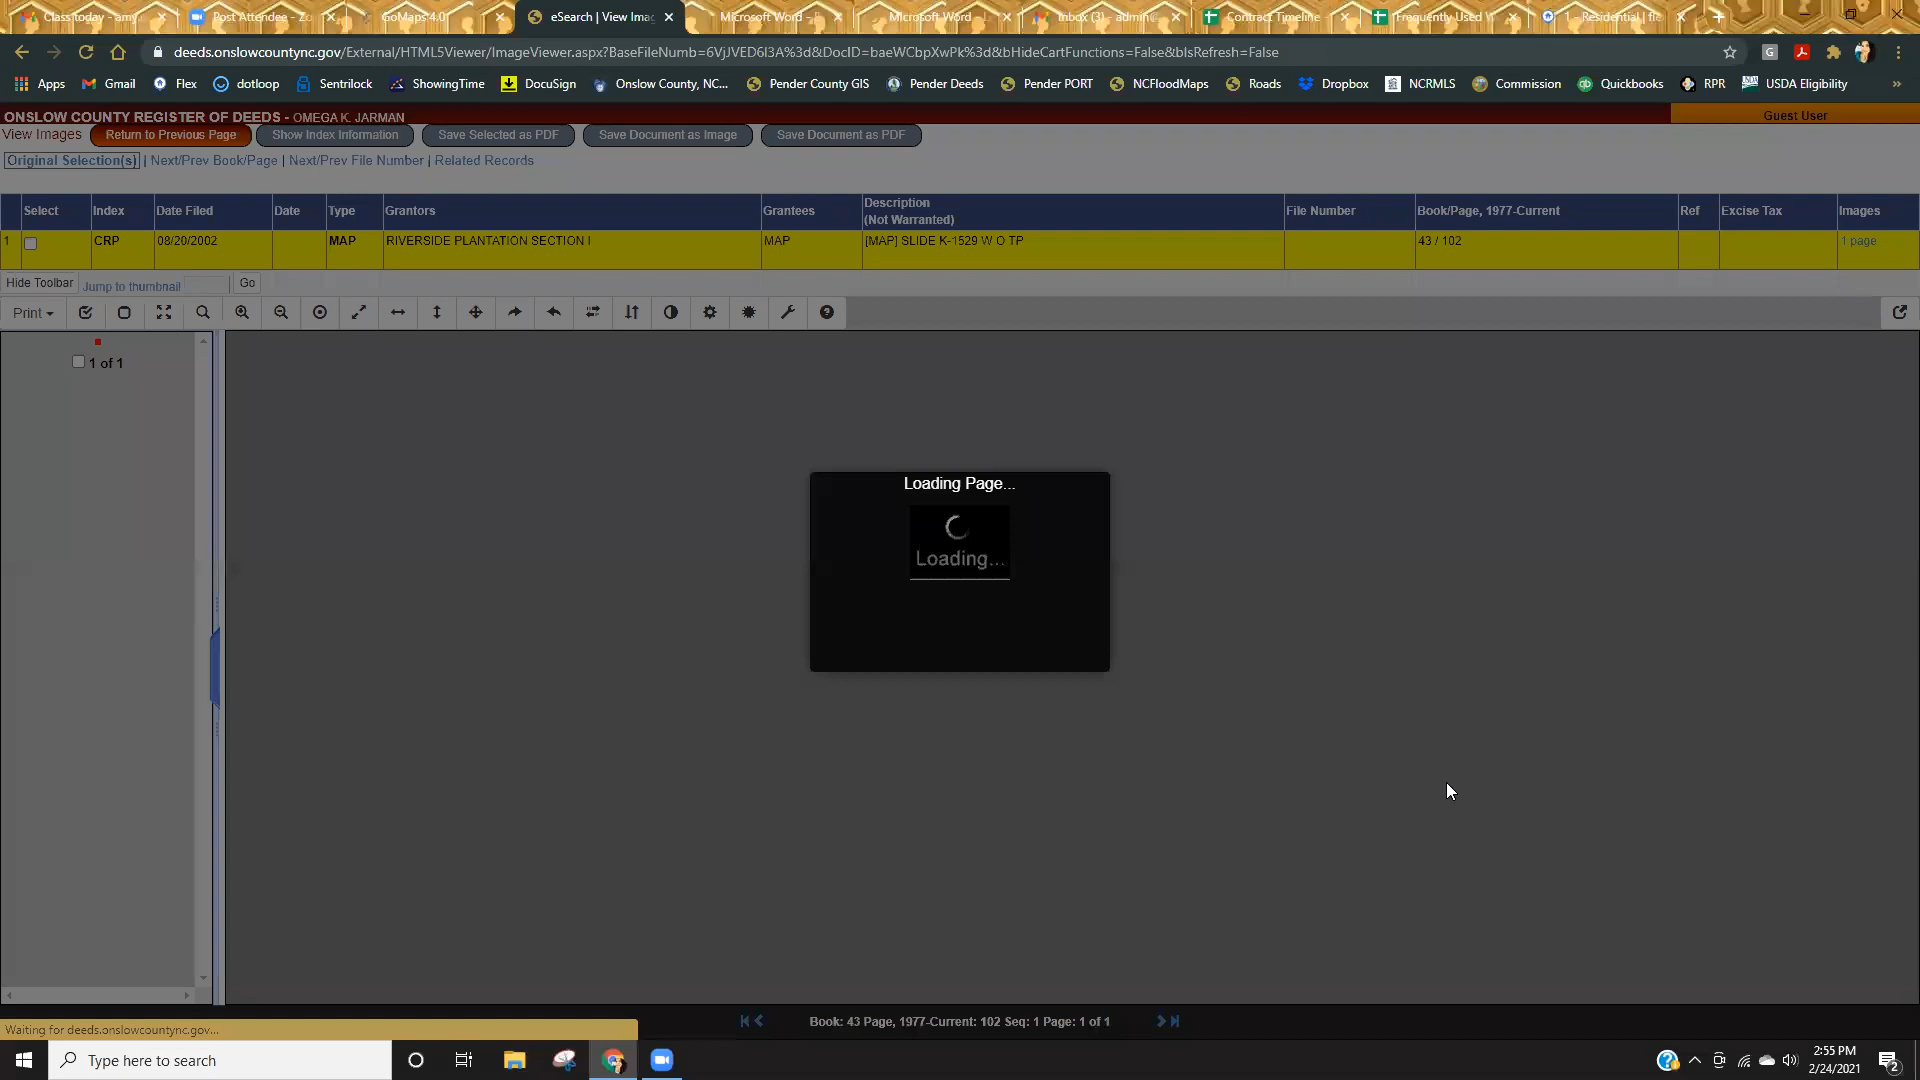 Class today - amy
Post Attendee - Zo
GoMaps 4.0
eSearch | View Imag
Microsoft Word -
Microsoft Word -
Inbox (3) - admin@
Contract Timeline -
Frequently Used
1 - Residential | fle
deeds.onslowcountync.gov/External/HTML5Viewer/ImageViewer.aspx?BaseFileNumb=6VjJVED6I3A%3d&DocID=baeWCbpXwPk%3d&bHideCartFunctions=False&bIsRefresh=False
Apps Gmail Flex dotloop Sentrilock ShowingTime DocuSign Onslow County, NC... Pender County GIS Pender Deeds Pender PORT NCFloodMaps Roads Dropbox NCRMLS Commission Quickbooks RPR USDA Eligibility »
ONSLOW COUNTY REGISTER OF DEEDS - OMEGA K. JARMAN Guest User
View Images Return to Previous Page Show Index Information Save Selected as PDF Save Document as Image Save Document as PDF
Original Selection(s) | Next/Prev Book/Page | Next/Prev File Number | Related Records
Select Index Date Filed Date Type Grantors Grantees Description (Not Warranted) File Number Book/Page, 1977-Current Ref Excise Tax Images
1 CRP 08/20/2002 MAP RIVERSIDE PLANTATION SECTION I MAP [MAP] SLIDE K-1529 W O TP 43 / 102 1 page
Hide Toolbar Jump to thumbnail Go
Print
1 of 1
Loading Page...
Loading...
Book: 43 Page, 1977-Current: 102 Seq: 1 Page: 1 of 1
Waiting for deeds.onslowcountync.gov...
Type here to search
2:55 PM
2/24/2021
2